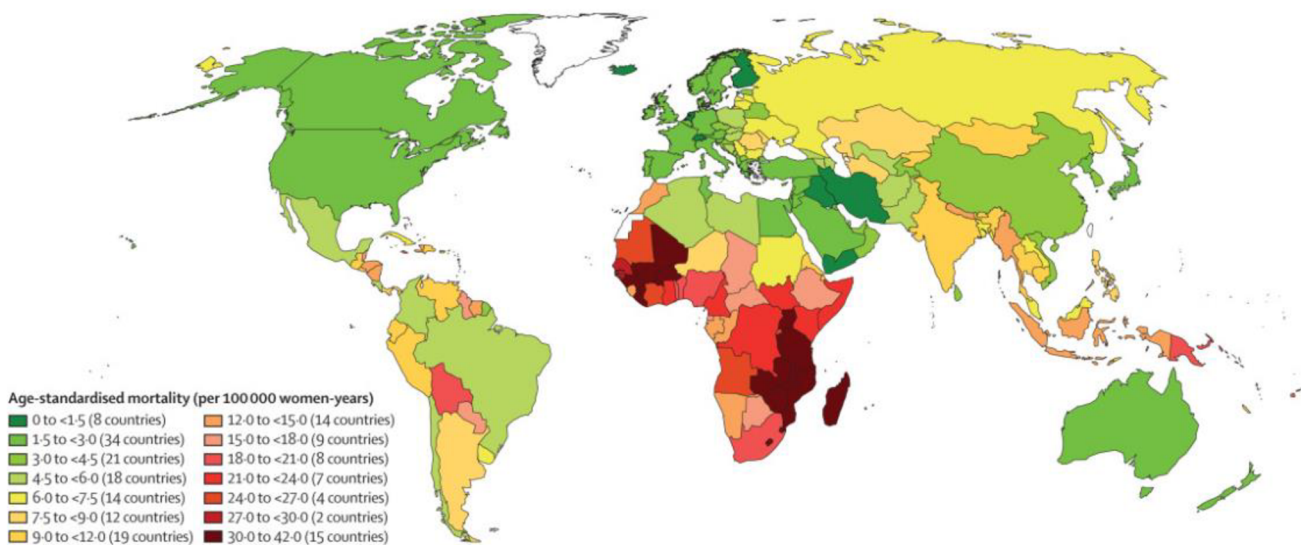 Age-standardised mortality (per 100 000 women-years)
0 to <1·5 (8 countries)
1·5 to <3·0 (34 countries)
3·0 to <4·5 (21 countries)
4·5 to <6·0 (18 countries)
6·0 to <7·5 (14 countries)
7·5 to <9·0 (12 countries)
9·0 to <12·0 (19 countries)
12·0 to <15·0 (14 countries)
15·0 to <18·0 (9 countries)
18·0 to <21·0 (8 countries)
21·0 to <24·0 (7 countries)
24·0 to <27·0 (4 countries)
27·0 to <30·0 (2 countries)
30·0 to 42·0 (15 countries)